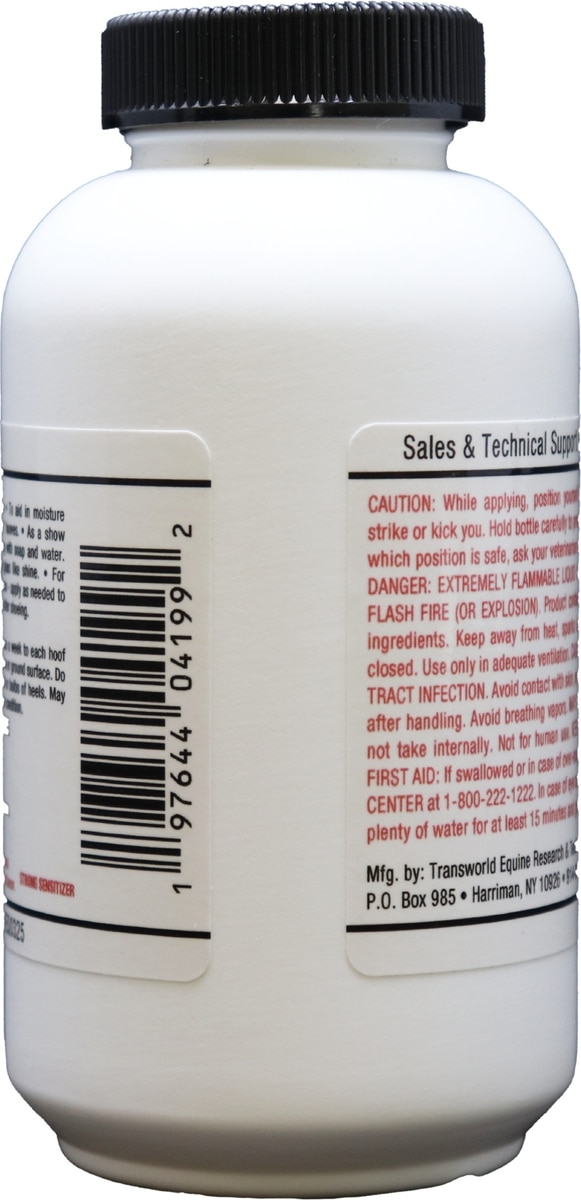 To aid in moisture
• As a show
with soap and water.
like shine. • For
apply as needed to
shoeing.
a week to each hoof
ground surface. Do
bulbs of heels. May
STRONG SENSITIZER
1 97644 04199 2
Sales & Technical Support
CAUTION: While applying, position
strike or kick you. Hold bottle carefully
which position is safe, ask your
DANGER: EXTREMELY FLAMMABLE
FLASH FIRE (OR EXPLOSION). Product
ingredients. Keep away from heat,
closed. Use only in adequate ventilation.
TRACT INFECTION. Avoid contact with
after handling. Avoid breathing vapors.
not take internally. Not for human use.
FIRST AID: If swallowed or in case of
CENTER at 1-800-222-1222. In case of
plenty of water for at least 15 minutes
Mfg. by: Transworld Equine Research &
P.O. Box 985 • Harriman, NY 10926 •